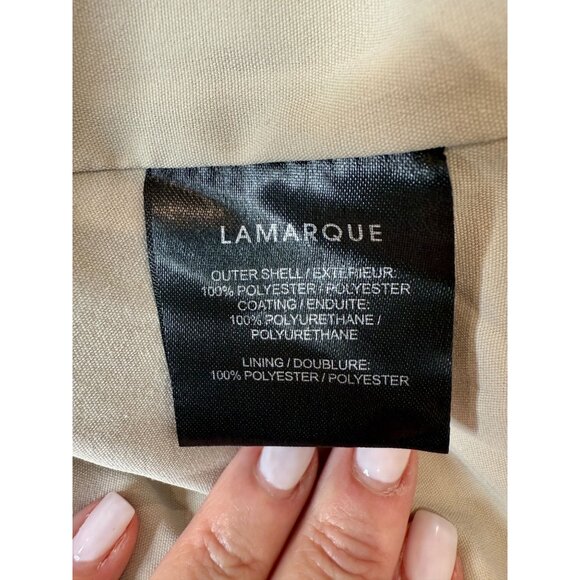 LAMARQUE
OUTER SHELL / EXTÉRIEUR:
100% POLYESTER / POLYESTER
COATING / ENDUITE:
100% POLYURETHANE /
POLYURÉTHANE
LINING / DOUBLURE:
100% POLYESTER / POLYESTER